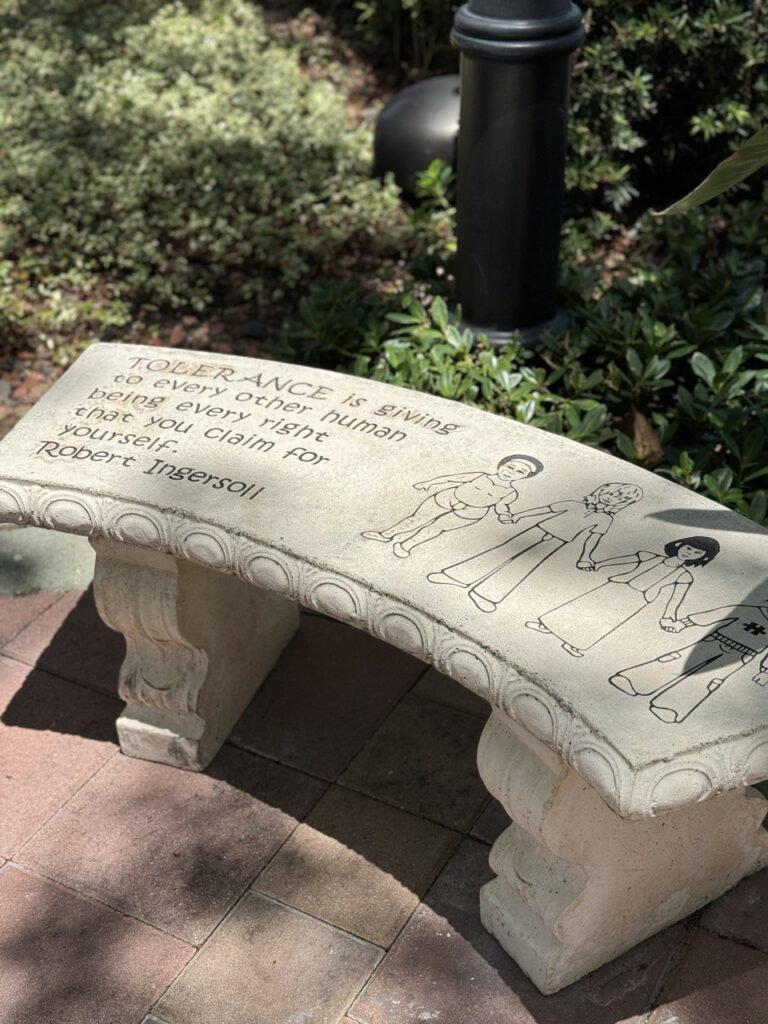 TOLERANCE is giving
to every other human
being every right
that you claim for
yourself.
Robert Ingersoll